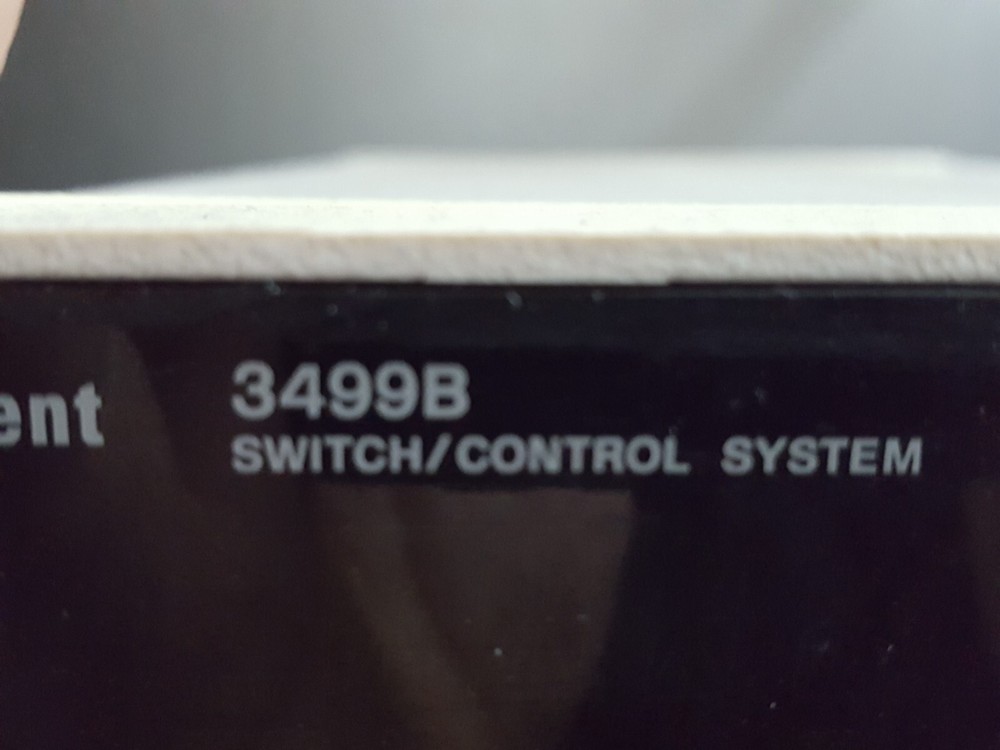 ent
3499B
SWITCH/CONTROL SYSTEM